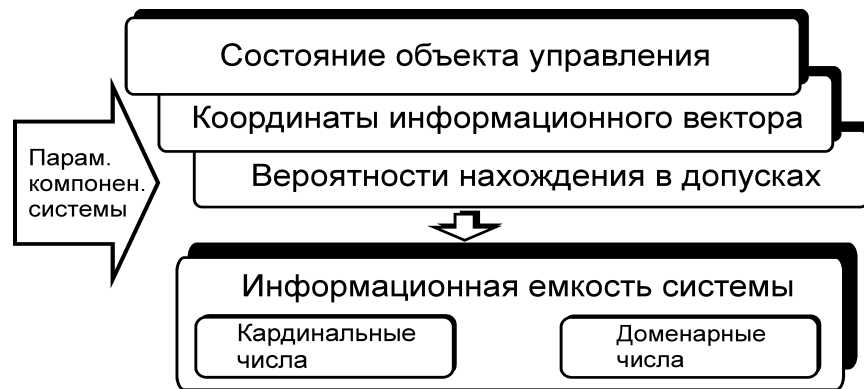 Состояние объекта управления
Координаты информационного вектора
Вероятности нахождения в допусках
Парам.
компонен.
системы
Информационная емкость системы
Кардинальные
числа
Доменарные
числа